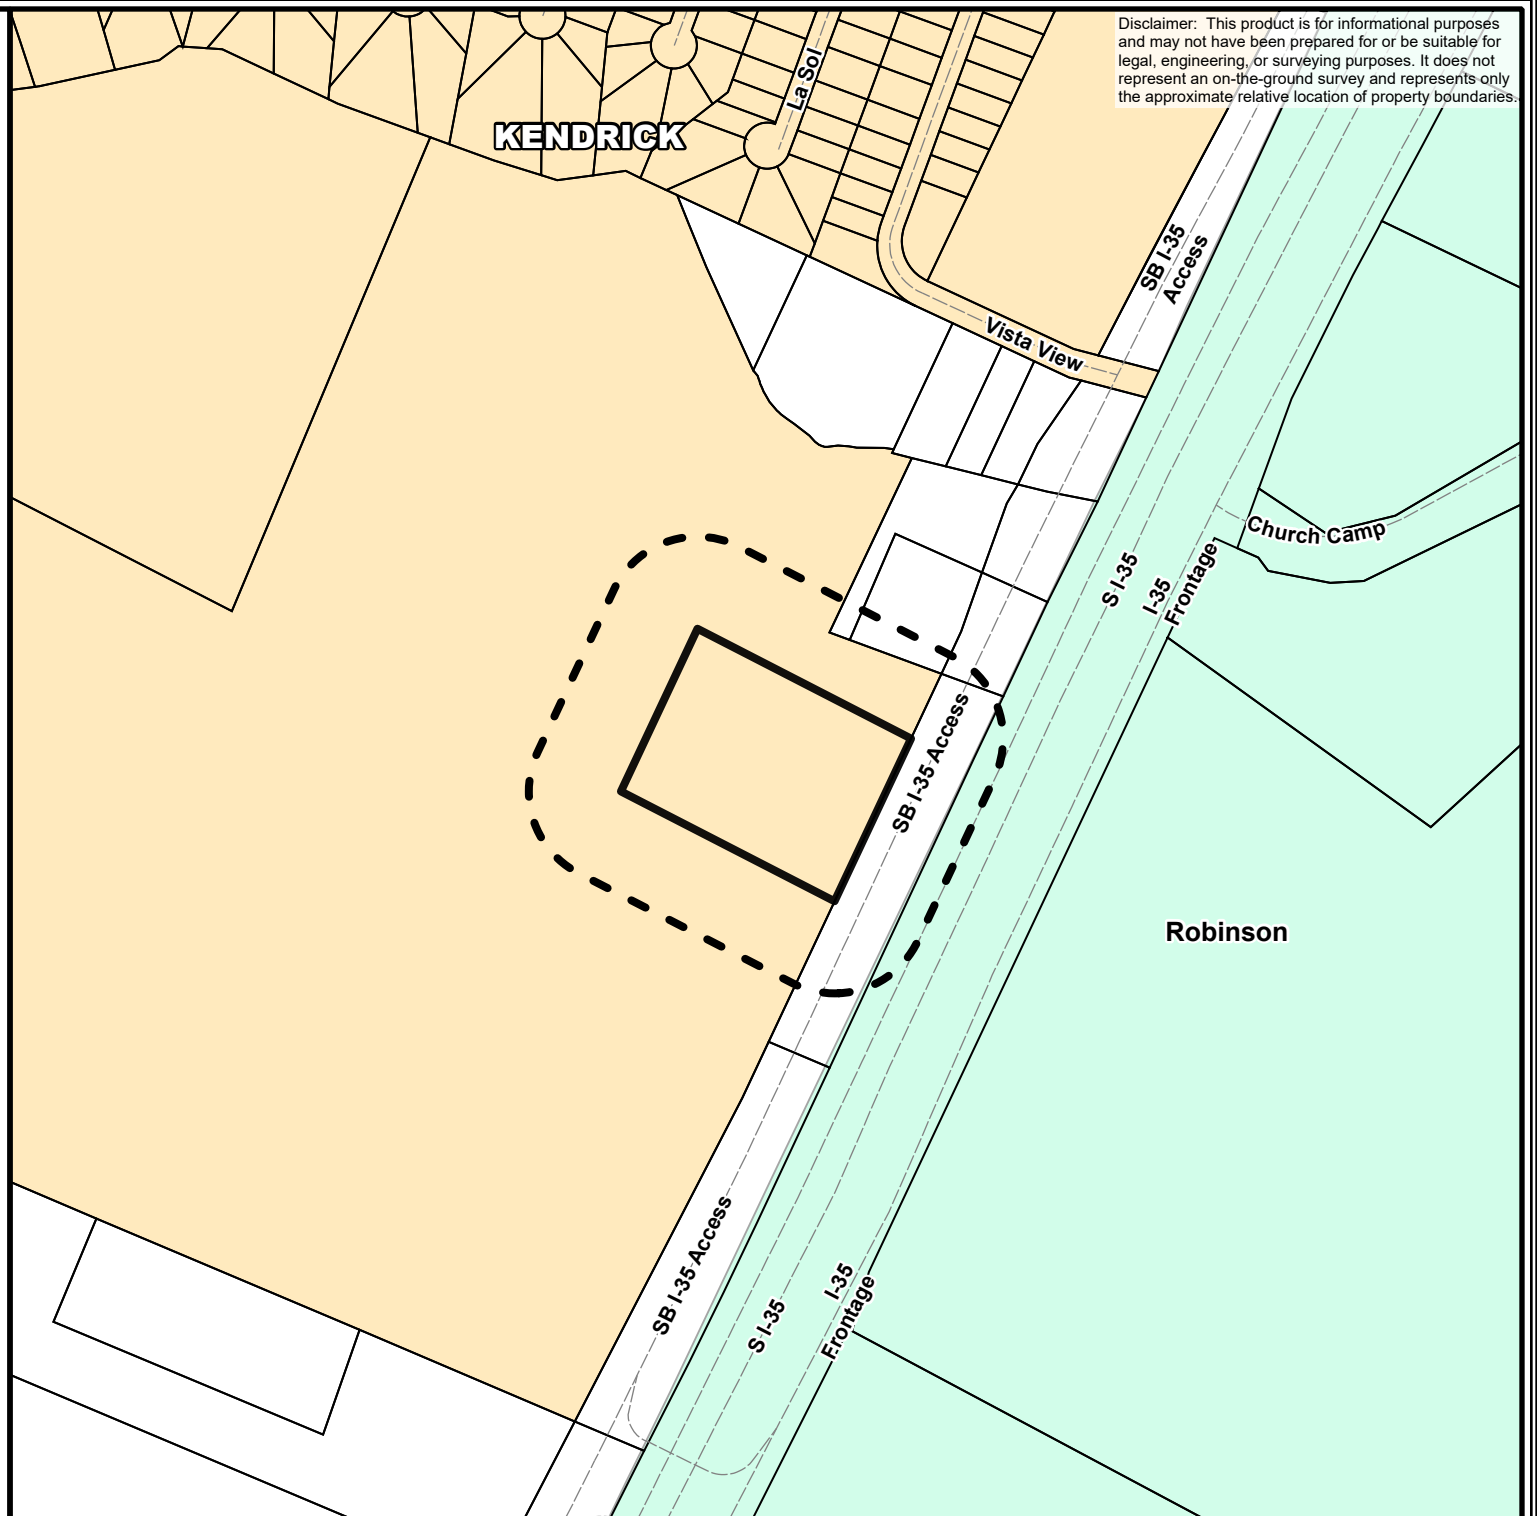 Disclaimer: This product is for informational purposes
and may not have been prepared for or be suitable for
legal, engineering, or surveying purposes. It does not
represent an on-the-ground survey and represents only
the approximate relative location of property boundaries.
La Sol
KENDRICK
SB I-35
Access
Vista View
Church Camp
S I-35
I-35
Frontage
SB I-35 Access
Robinson
SB I-35 Access
S I-35
I-35
Frontage